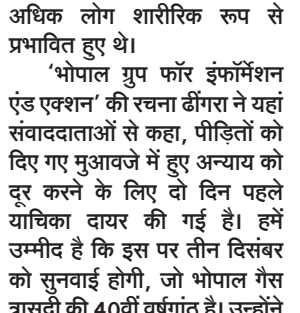 अधिक लोग शारीरिक रूप से
प्रभावित हुए थे।
'भोपाल ग्रुप फॉर इंफॉर्मेशन
एंड एक्शन' की रचना ढींगरा ने यहां
संवाददाताओं से कहा, पीड़ितों को
दिए गए मुआवजे में हुए अन्याय को
दूर करने के लिए दो दिन पहले
याचिका दायर की गई है। हमें
उम्मीद है कि इस पर तीन दिसंबर
को सुनवाई होगी, जो भोपाल गैस
त्रासदी की 40वीं वर्षगांठ है। उन्होंने